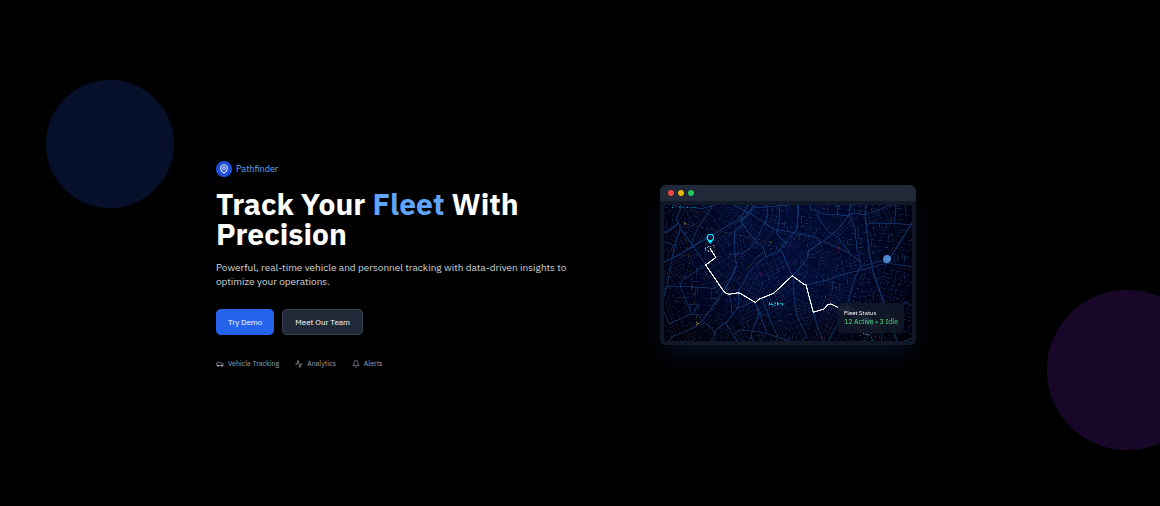 Pathfinder
Track Your Fleet With
Precision
Powerful, real-time vehicle and personnel tracking with data-driven insights to
optimize your operations.
Try Demo
Meet Our Team
Vehicle Tracking
Analytics
Alerts
Fleet Status
12 Active • 3 Idle